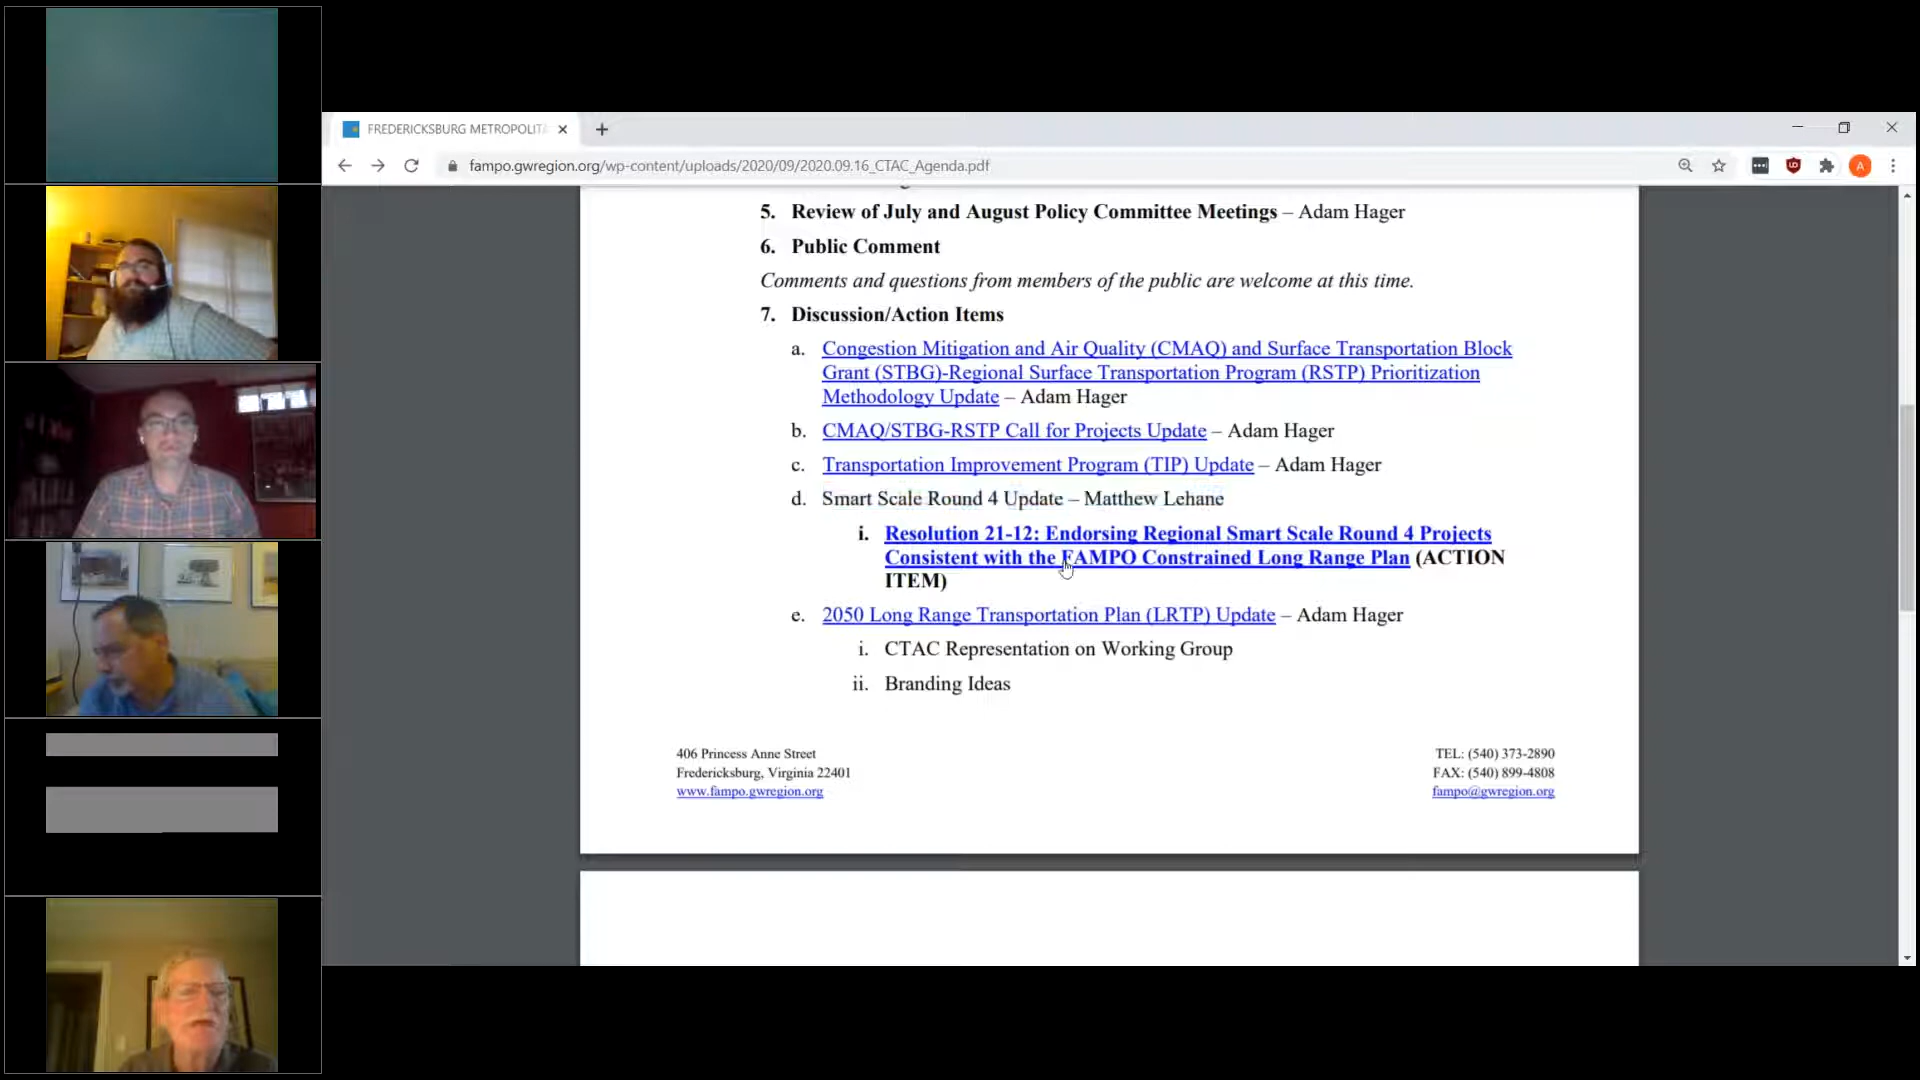 FREDERICKSBURG METROPOLITA
fampo.gwregion.org/wp-content/uploads/2020/09/2020.09.16_CTAC_Agenda.pdf
A
5. Review of July and August Policy Committee Meetings – Adam Hager
6. Public Comment
Comments and questions from members of the public are welcome at this time.
7. Discussion/Action Items
a. Congestion Mitigation and Air Quality (CMAQ) and Surface Transportation Block
Grant (STBG)-Regional Surface Transportation Program (RSTP) Prioritization
Methodology Update – Adam Hager
b. CMAQ/STBG-RSTP Call for Projects Update – Adam Hager
c. Transportation Improvement Program (TIP) Update – Adam Hager
d. Smart Scale Round 4 Update – Matthew Lehane
i. Resolution 21-12: Endorsing Regional Smart Scale Round 4 Projects
Consistent with the FAMPO Constrained Long Range Plan (ACTION
ITEM)
e. 2050 Long Range Transportation Plan (LRTP) Update – Adam Hager
i. CTAC Representation on Working Group
ii. Branding Ideas
406 Princess Anne Street
Fredericksburg, Virginia 22401
www.fampo.gwregion.org
TEL: (540) 373-2890
FAX: (540) 899-4808
fampo@gwregion.org